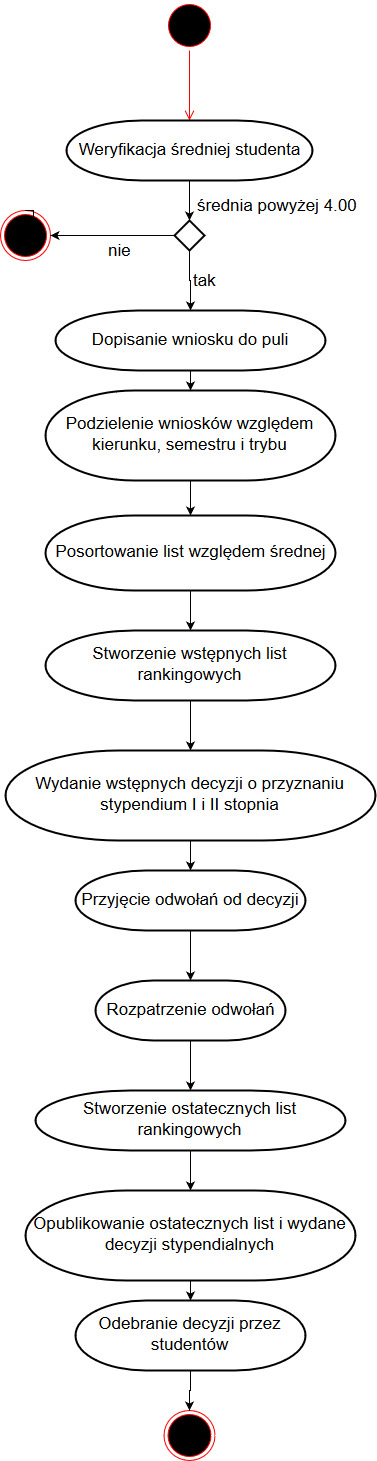 Weryfikacja średniej studenta
średnia powyżej 4.00
nie
tak
Dopisanie wniosku do puli
Podzielenie wniosków względem
kierunku, semestru i trybu
Posortowanie list względem średnej
Stworzenie wstępnych list
rankingowych
Wydanie wstępnych decyzji o przyznaniu
stypendium I i II stopnia
Przyjęcie odwołań od decyzji
Rozpatrzenie odwołań
Stworzenie ostatecznych list
rankingowych
Opublikowanie ostatecznych list i wydane
decyzji stypendialnych
Odebranie decyzji przez
studentów